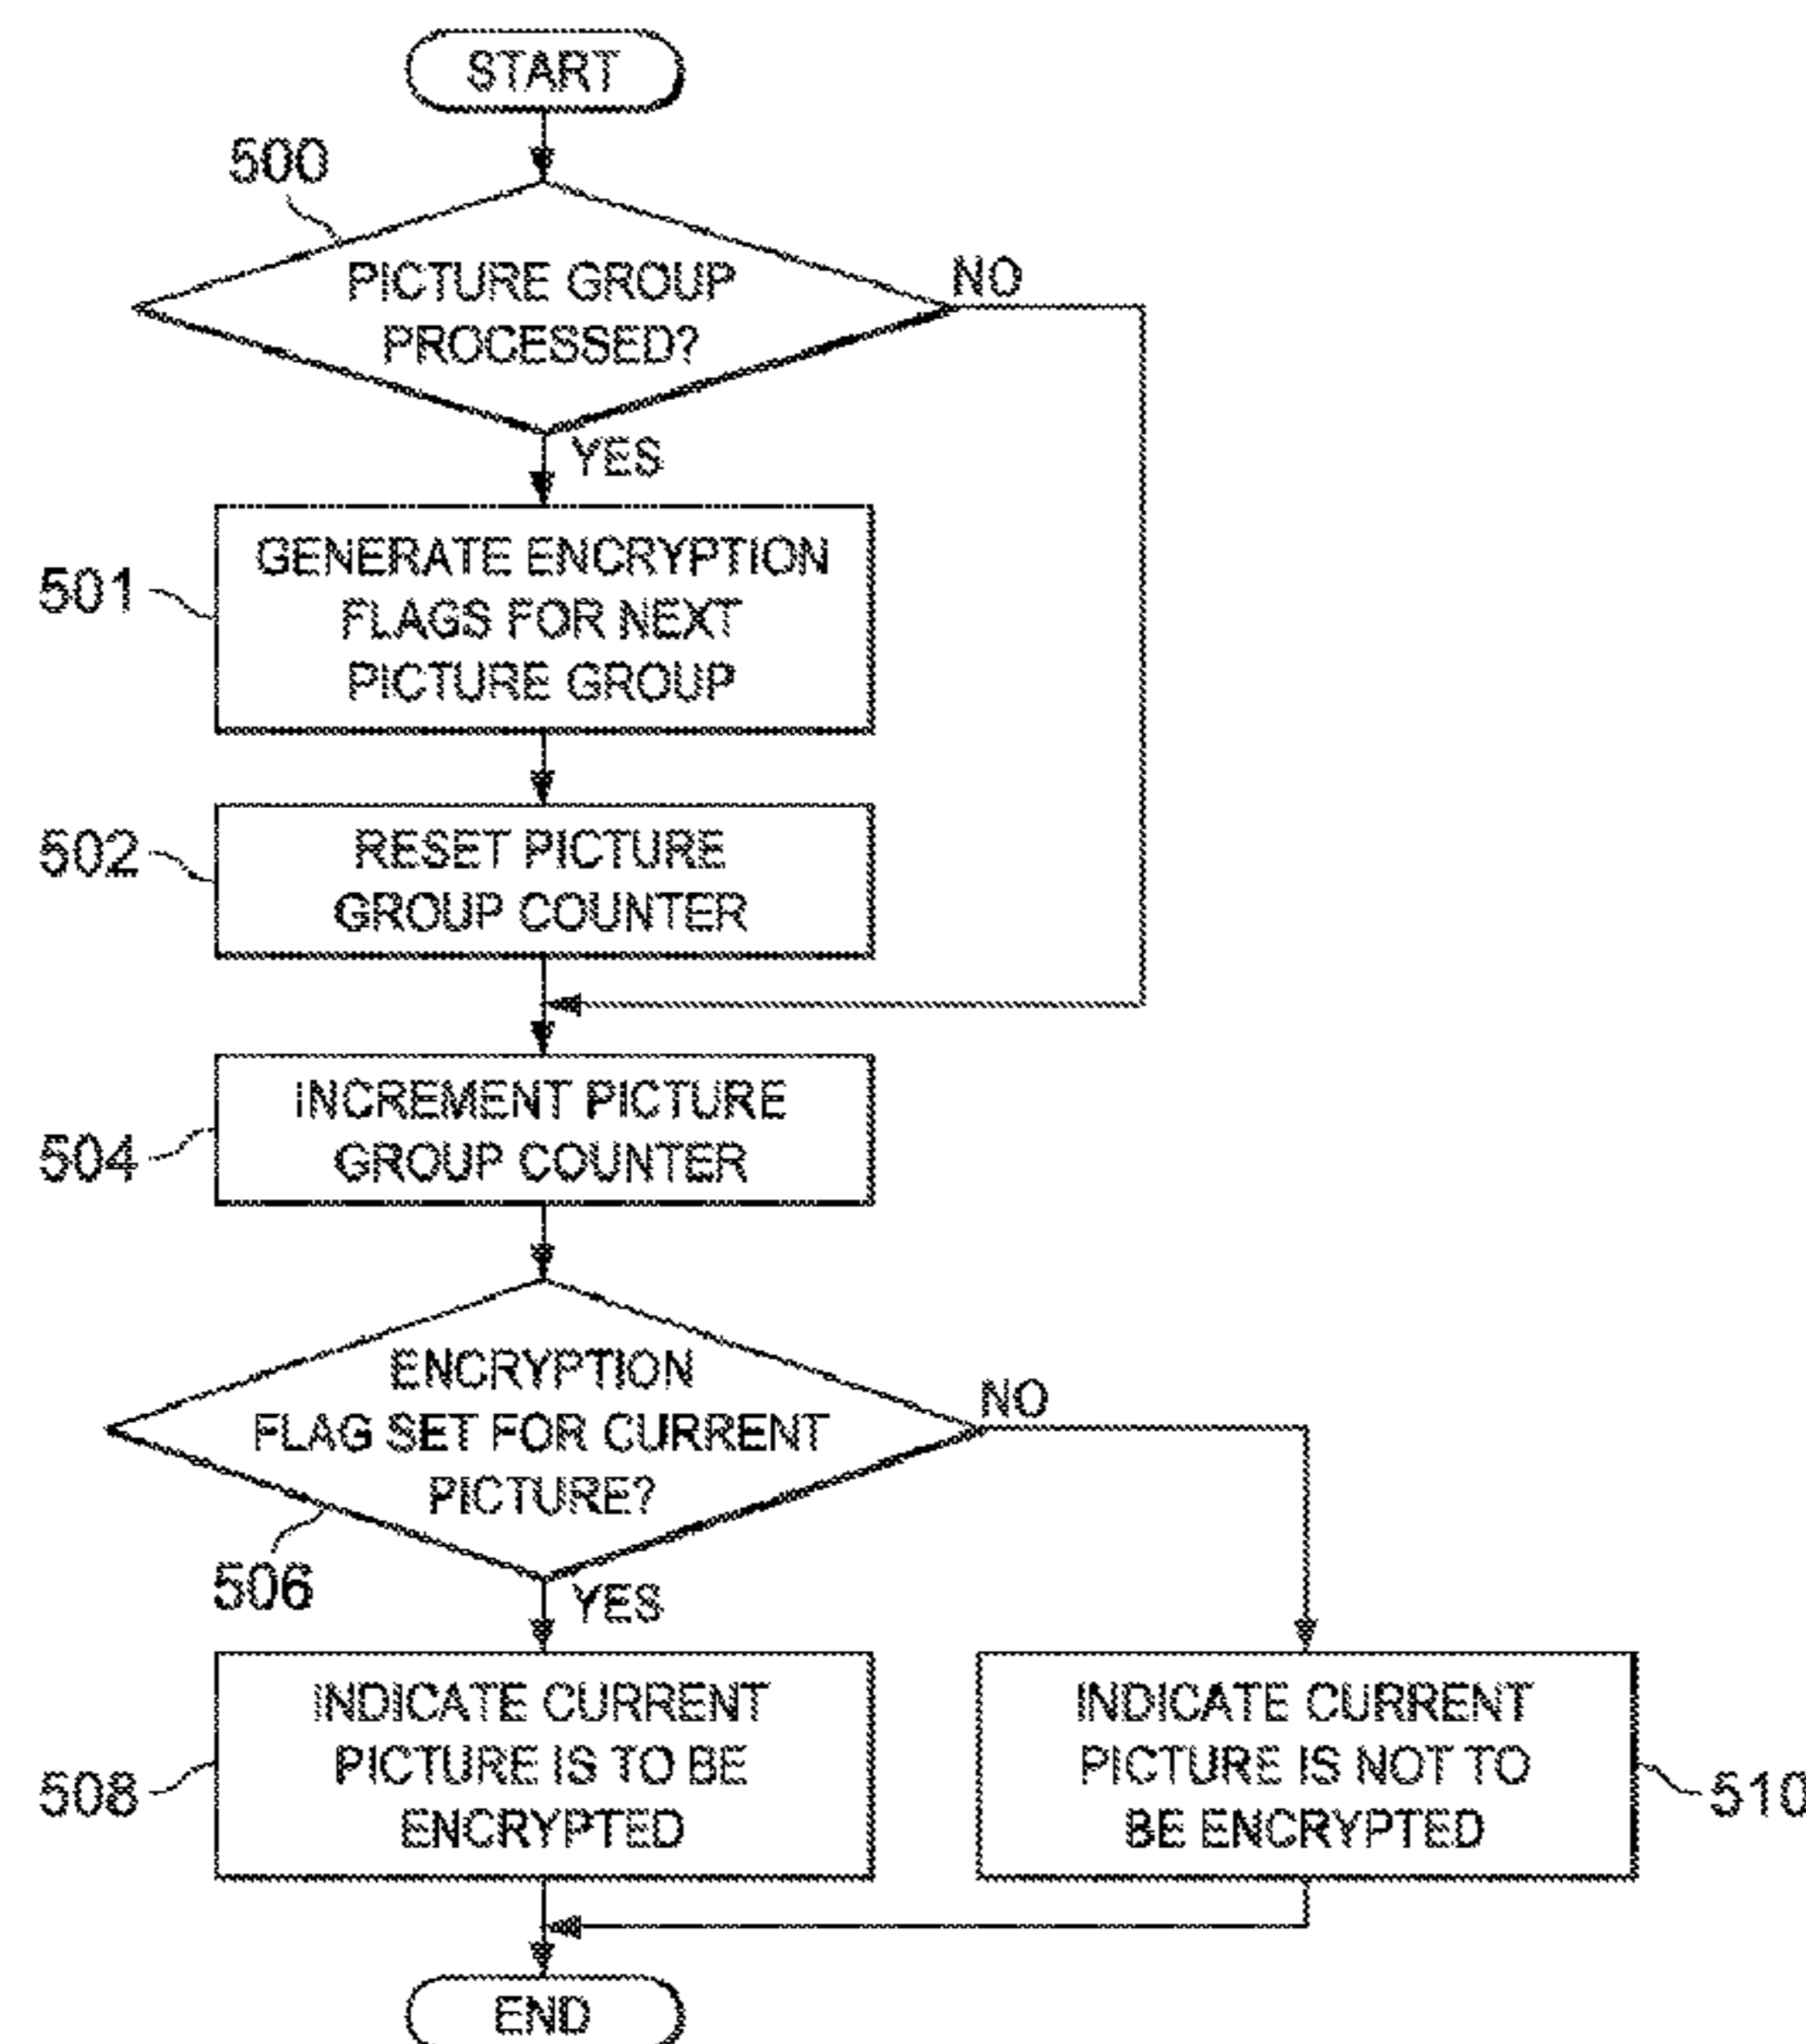 START
500
PICTURE GROUP
PROCESSED?
NO
YES
501
GENERATE ENCRYPTION
FLAGS FOR NEXT
PICTURE GROUP
502
RESET PICTURE
GROUP COUNTER
504
INCREMENT PICTURE
GROUP COUNTER
ENCRYPTION
FLAG SET FOR CURRENT
PICTURE?
NO
506
YES
508
INDICATE CURRENT
PICTURE IS TO BE
ENCRYPTED
INDICATE CURRENT
PICTURE IS NOT TO
BE ENCRYPTED
510
END